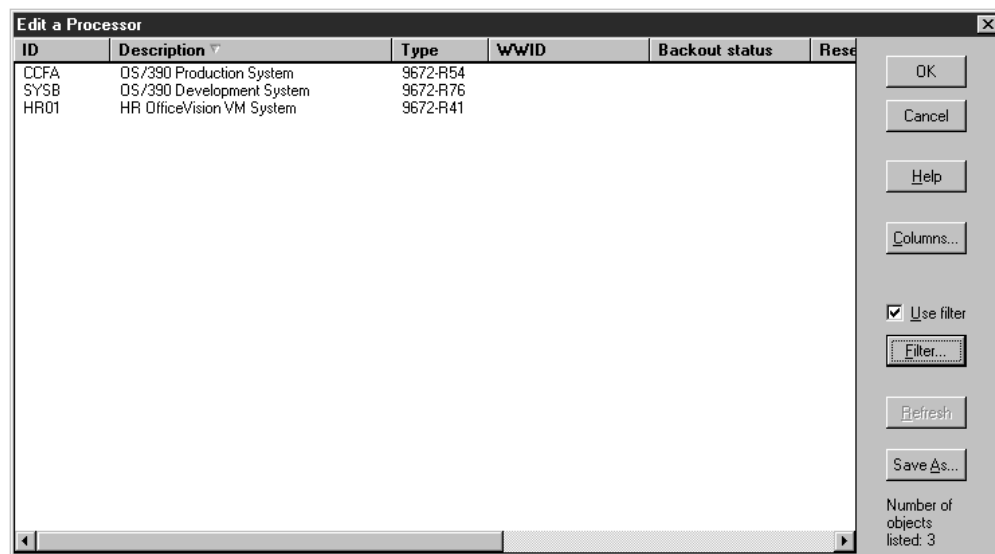 Edit a Processor
ID Description Type WWID Backout status Rese
CCFA OS/390 Production System 9672-R54
SYSB OS/390 Development System 9672-R76
HR01 HR OfficeVision VM System 9672-R41
OK
Cancel
Help
Columns...
Use filter
Filter...
Refresh
Save As...
Number of
objects
listed: 3